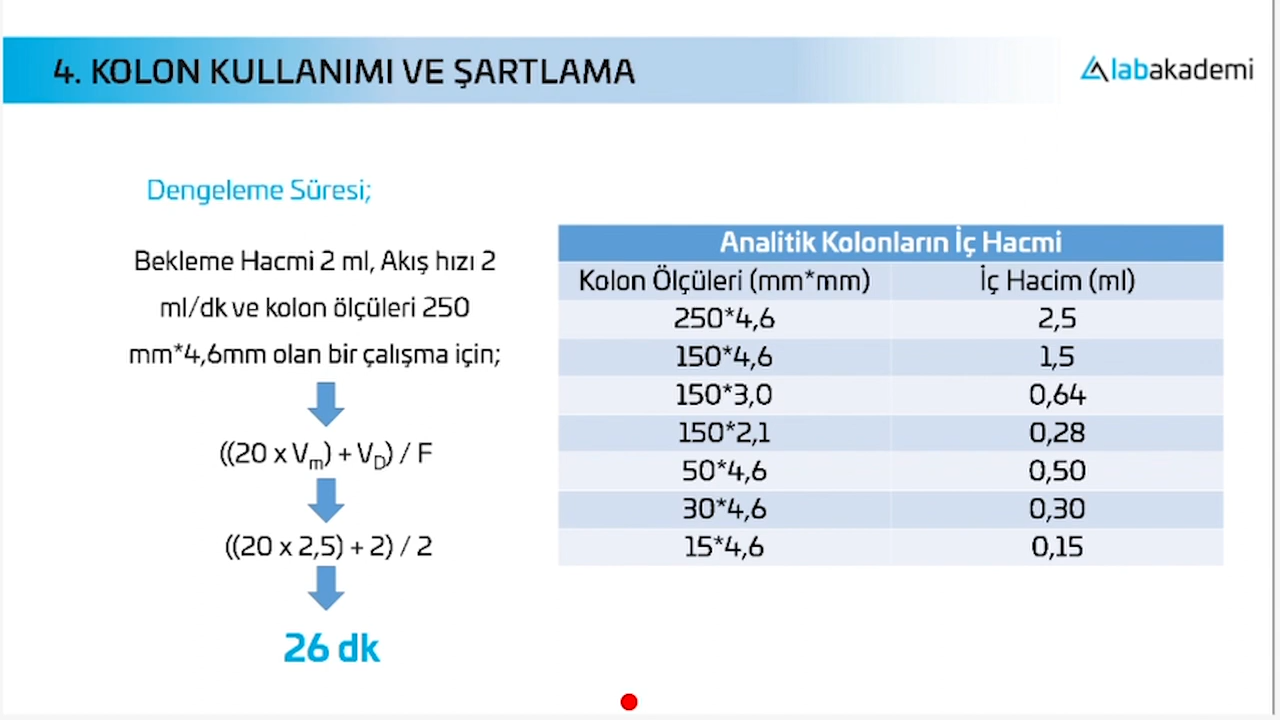 4. KOLON KULLANIMI VE ŞARTLAMA
labakademi
Dengeleme Süresi;
Bekleme Hacmi 2 ml, Akış hızı 2
ml/dk ve kolon ölçüleri 250
mm*4,6mm olan bir çalışma için;
((20 x Vm) + VD) / F
((20 x 2,5) + 2) / 2
26 dk
Analitik Kolonların İç Hacmi
Kolon Ölçüleri (mm*mm) İç Hacim (ml)
250*4,6 2,5
150*4,6 1,5
150*3,0 0,64
150*2,1 0,28
50*4,6 0,50
30*4,6 0,30
15*4,6 0,15